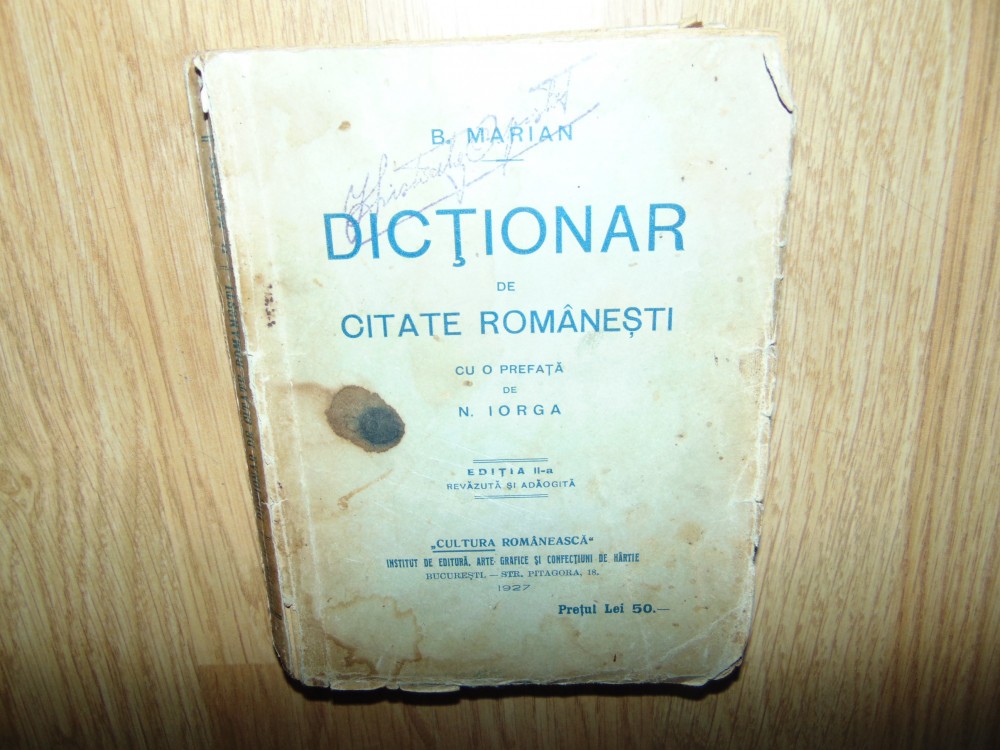 B. MARIAN
DICŢIONAR
DE
CITATE ROMÂNEŞTI
CU O PREFAŢĂ
DE
N. IORGA
EDIŢIA II-a
REVĂZUTĂ ŞI ADĂOGITĂ
„CULTURA ROMÂNEASCĂ“
INSTITUT DE EDITURĂ, ARTE GRAFICE ŞI CONFECŢIUNI DE HÂRTIE
BUCUREŞTI, — STR. PITAGORA, 18.
1927
Preţul Lei 50.—